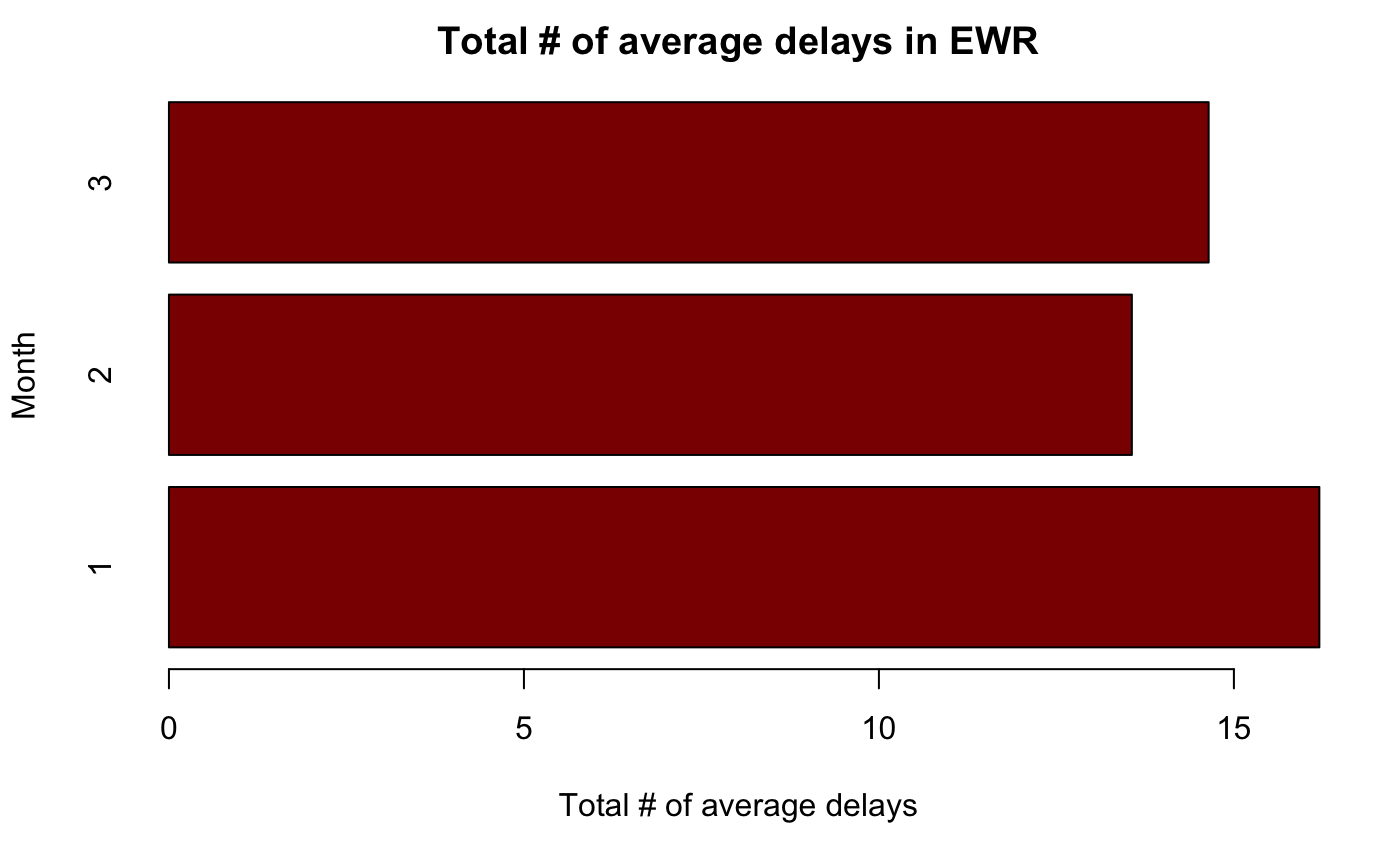 Total # of average delays in EWR
3
2
1
Month
0 5 10 15
Total # of average delays